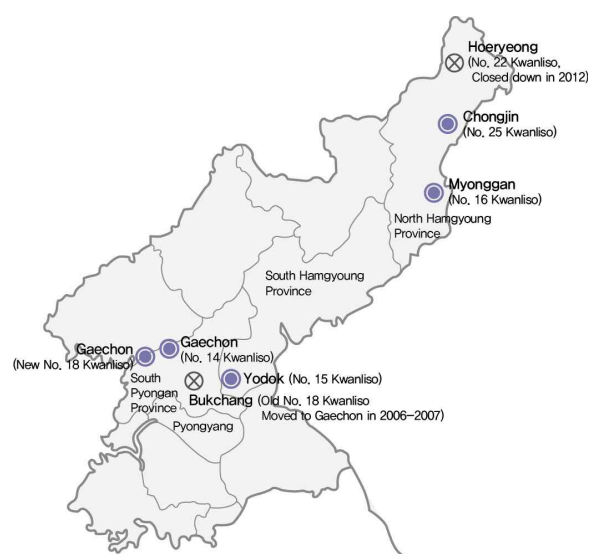 Hoeryeong
(No. 22 Kwanliso,
Closed down in 2012)
Chongjin
(No. 25 Kwanliso)
Myonggan
(No. 16 Kwanliso)
North Hamgyoung
Province
South Hamgyoung
Province
Gaechon
(No. 14 Kwanliso)
Gaechon
(New No. 18 Kwanliso)
South
Pyongan
Province
Yodok (No. 15 Kwanliso)
Bukchang (Old No. 18 Kwanliso
Moved to Gaechon in 2006-2007)
Pyongyang